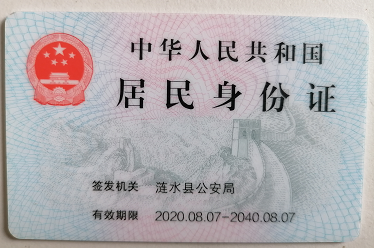 中华人民共和国
居民身份证
签发机关 涟水县公安局
有效期限 2020.08.07-2040.08.07